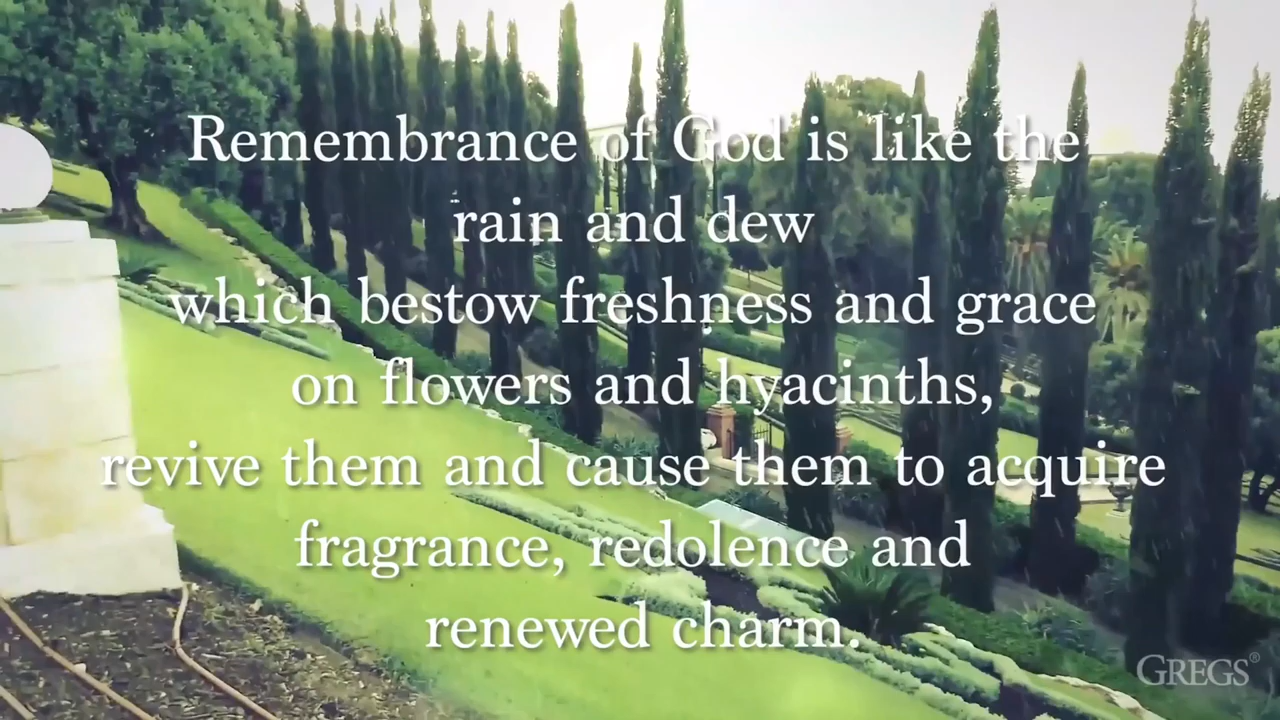 Remembrance of God is like the
rain and dew
which bestow freshness and grace
on flowers and hyacinths,
revive them and cause them to acquire
fragrance, redolence and
renewed charm.
GREGS®